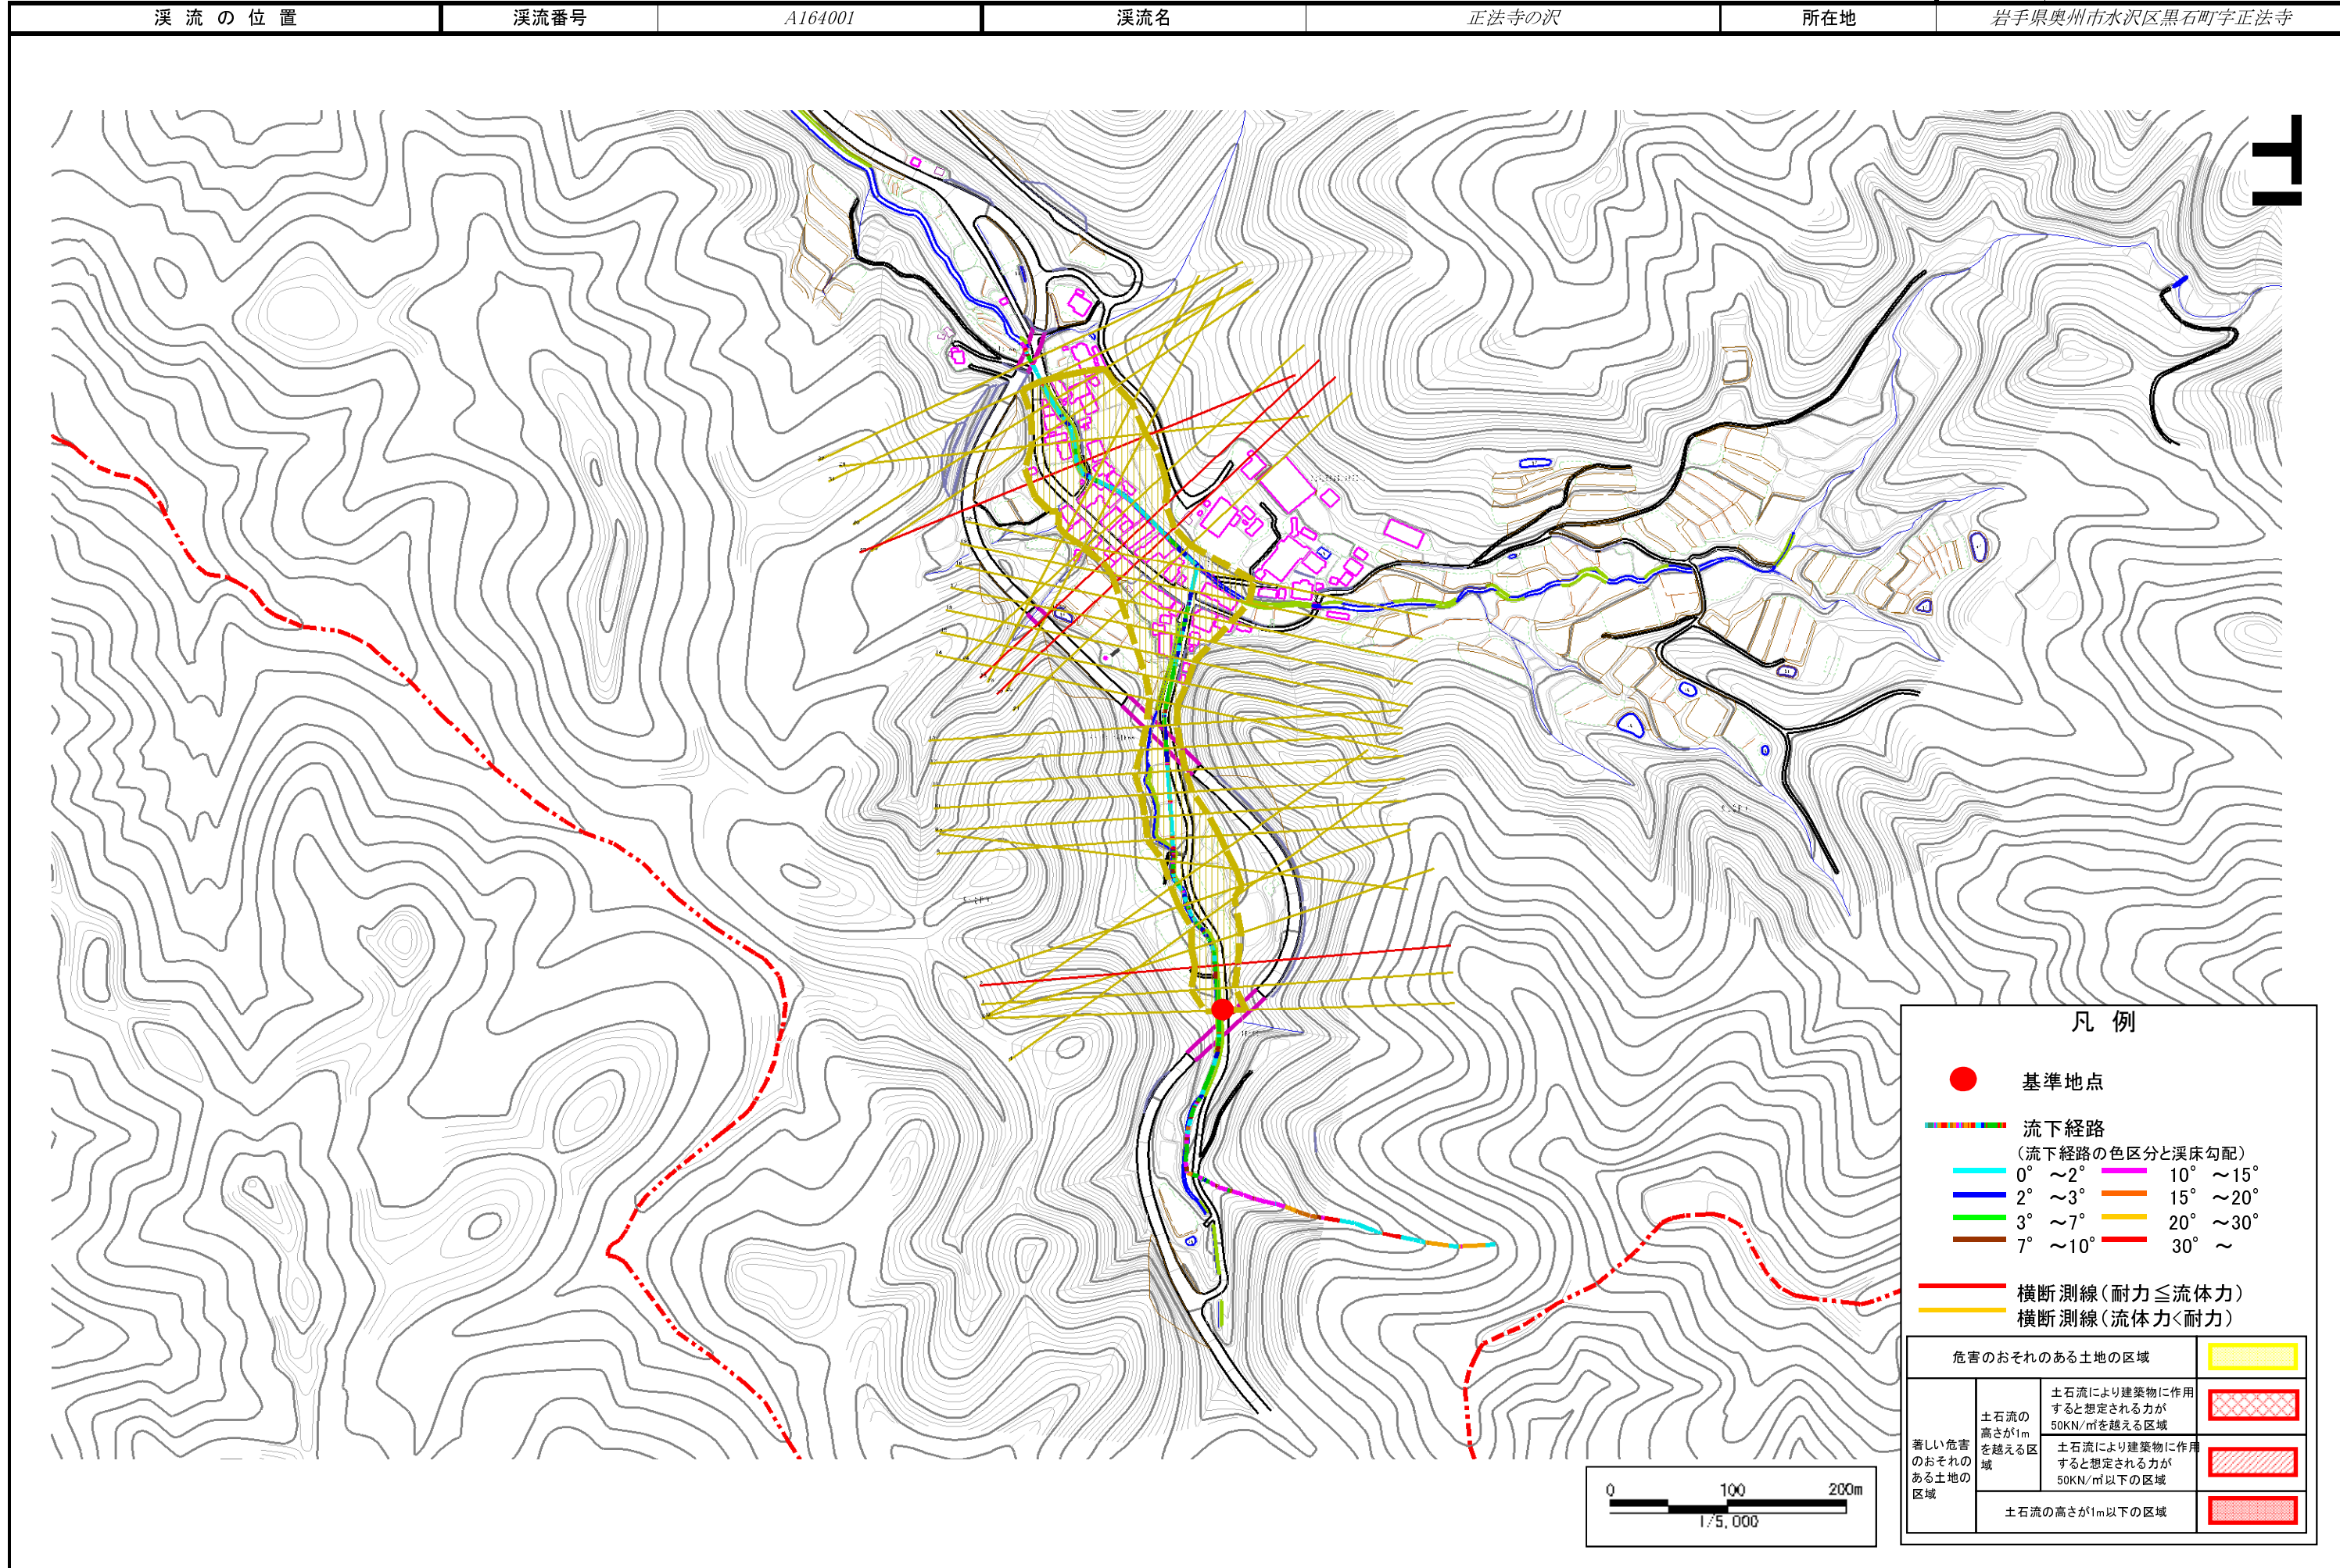 溪流の位置 溪流番号 A164001 溪流名 正法寺の沢 所在地 岩手県奥州市水沢区黒石町字正法寺
凡 例
基準地点
流下経路
(流下経路の色区分と渓床勾配)
0° ～2° 10° ～15°
2° ～3° 15° ～20°
3° ～7° 20° ～30°
7° ～10° 30° ～
横断測線(耐力≦流体力)
横断測線(流体力<耐力)
危害のおそれのある土地の区域
著しい危害
のおそれの
ある土地の
区域
土石流の
高さが1m
を越える区
域
土石流により建築物に作用
すると想定される力が
50KN/㎡を越える区域
土石流により建築物に作用
すると想定される力が
50KN/㎡以下の区域
土石流の高さが1m以下の区域
0 100 200m
1/5,000